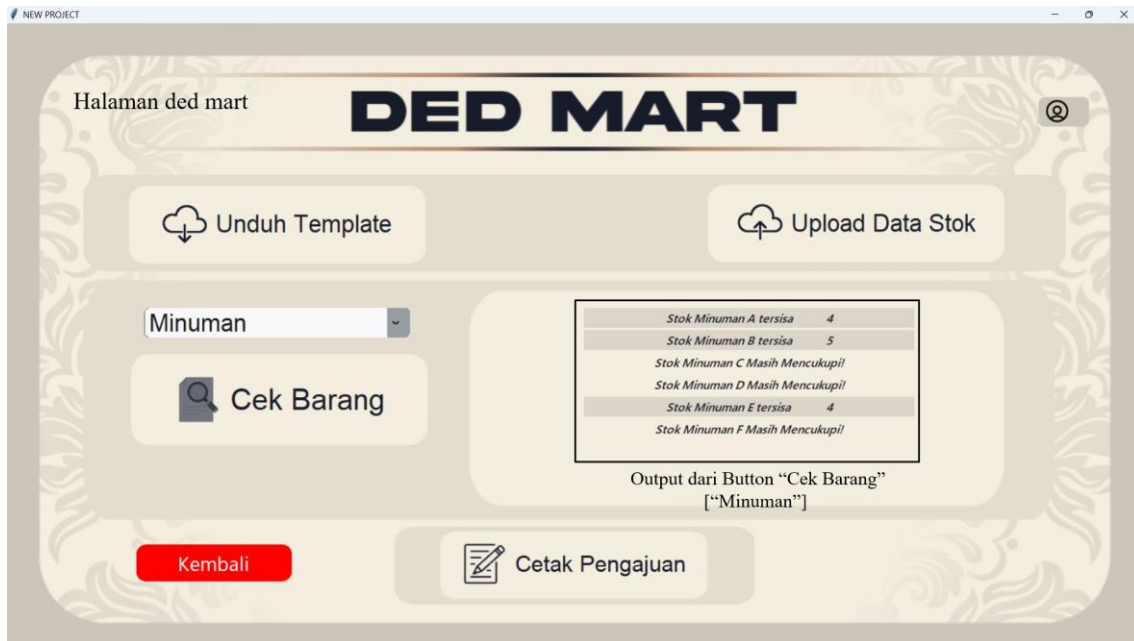 NEW PROJECT
Halaman ded mart
DED MART
Unduh Template
Upload Data Stok
Minuman
Cek Barang
Stok Minuman A tersisa 4
Stok Minuman B tersisa 5
Stok Minuman C Masih Mencukupi!
Stok Minuman D Masih Mencukupi!
Stok Minuman E tersisa 4
Stok Minuman F Masih Mencukupi!
Output dari Button “Cek Barang”
[“Minuman”]
Kembali
Cetak Pengajuan